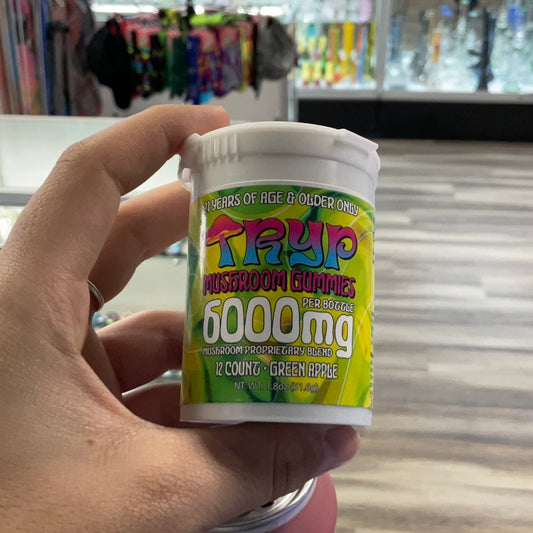 21 YEARS OF AGE & OLDER ONLY
TRYP
MUSHROOM GUMMIES
PER BOTTLE
6000mg
MUSHROOM PROPRIETARY BLEND
12 COUNT · GREEN APPLE
NT. WT. 1.8oz (51.6g)